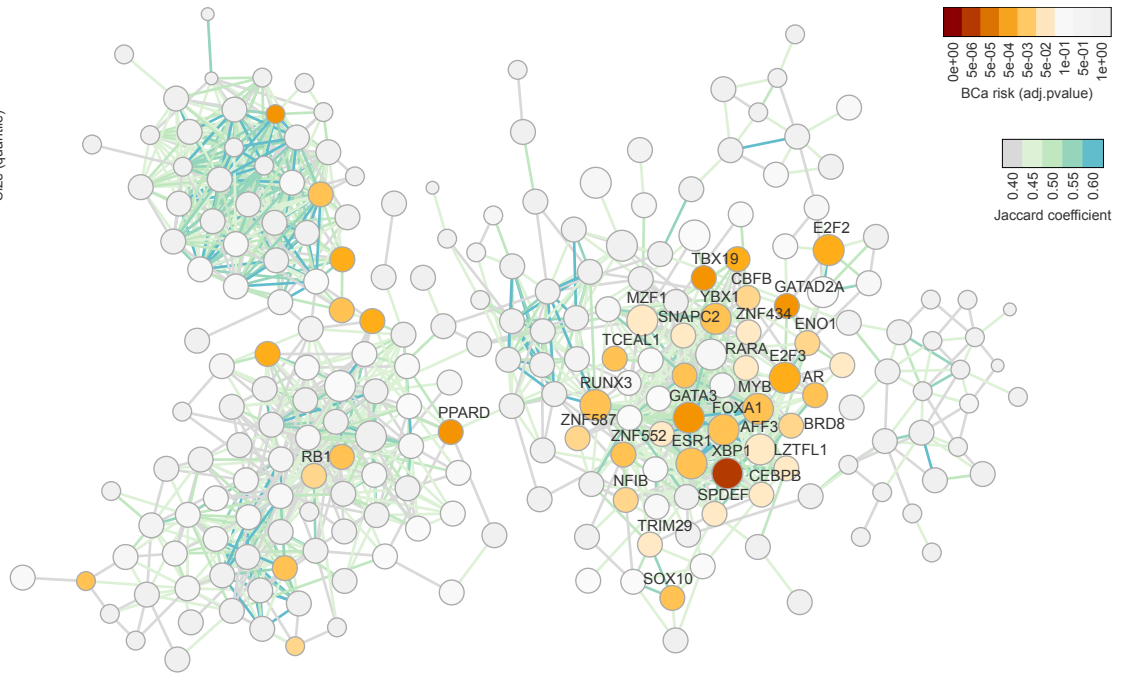 Size (quantile)
0e+00
5e-06
5e-05
5e-04
5e-03
5e-02
1e-01
5e-01
1e+00
BCa risk (adj.pvalue)
0.40
0.45
0.50
0.55
0.60
Jaccard coefficient
E2F2
TBX19
CBFB
GATAD2A
MZF1
YBX1
SNAPC2
ZNF434
ENO1
TCEAL1
RARA
E2F3
RUNX3
MYB
AR
GATA3
PPARD
FOXA1
ZNF587
AFF3
BRD8
ZNF552
ESR1
XBP1
LZTFL1
RB1
NFIB
CEBPB
SPDEF
TRIM29
SOX10